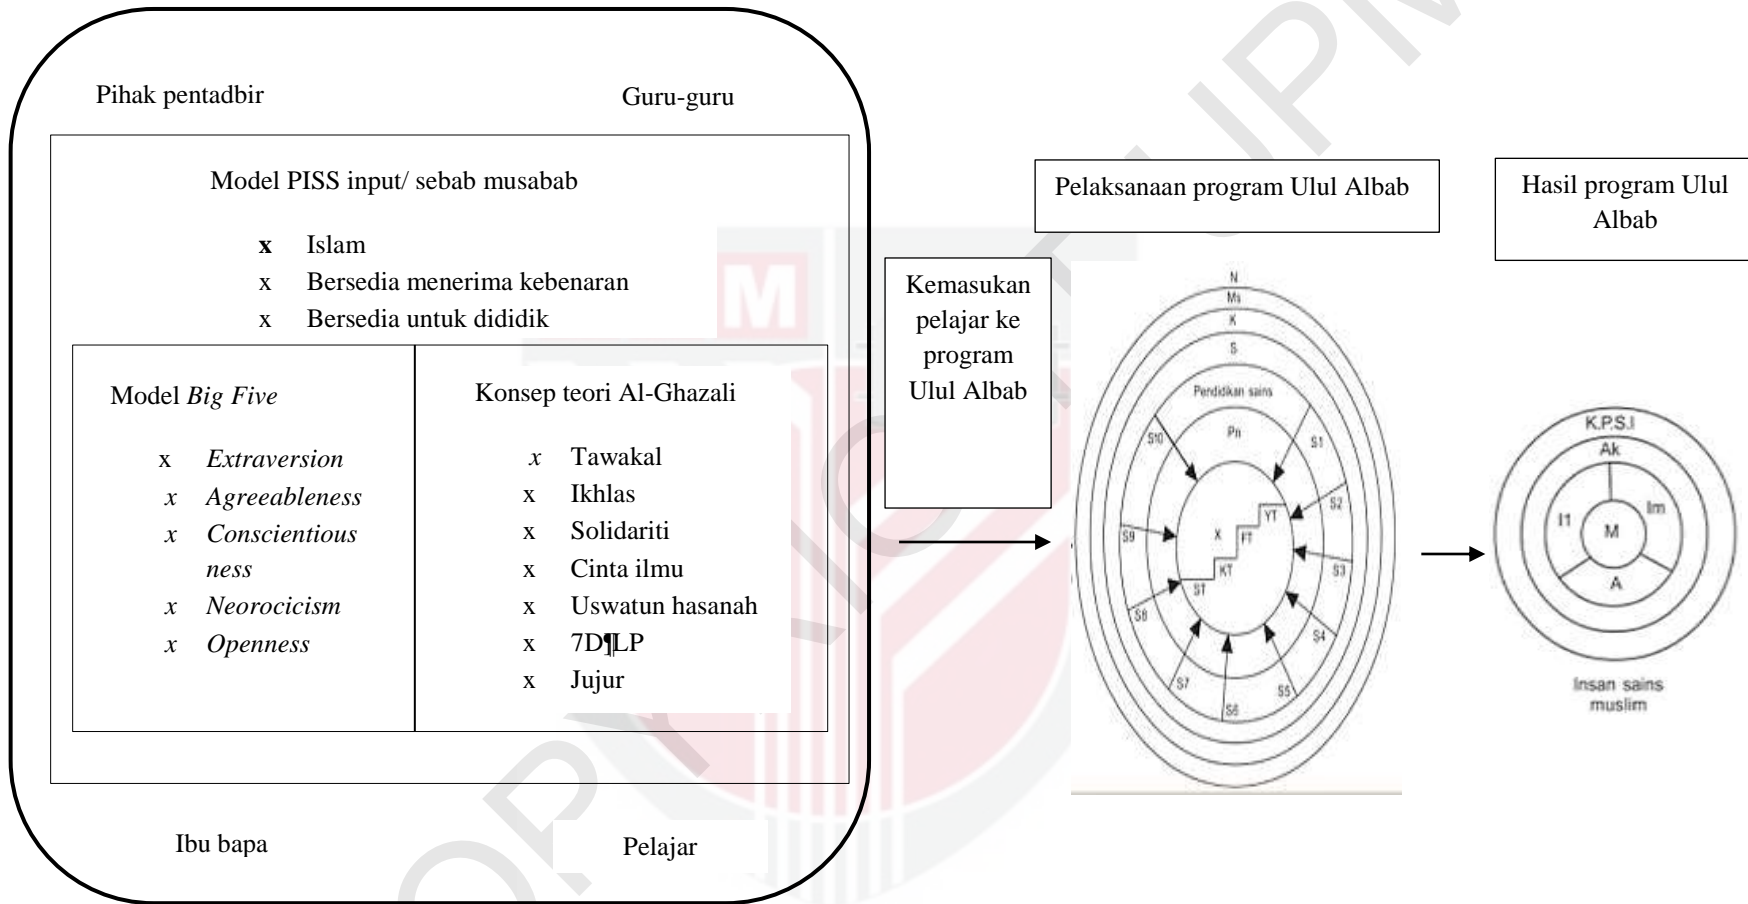 Pihak pentadbir
Guru-guru
Model PISS input/ sebab musabab
x Islam
x Bersedia menerima kebenaran
x Bersedia untuk dididik
Model Big Five
x Extraversion
x Agreeableness
x Conscientious
ness
x Neorocicism
x Openness
Konsep teori Al-Ghazali
x Tawakal
x Ikhlas
x Solidariti
x Cinta ilmu
x Uswatun hasanah
x 7D¶LP
x Jujur
Ibu bapa
Pelajar
Kemasukan
pelajar ke
program
Ulul Albab
Pelaksanaan program Ulul Albab
N
Ms
K
S
Pendidikan sains
Pn
S10
S1
S2
S9
S3
S8
S4
S7
S5
S6
X
YT
FT
KT
ST
Hasil program Ulul
Albab
K.P.S.I
Ak
I1
Im
M
A
Insan sains
muslim
M